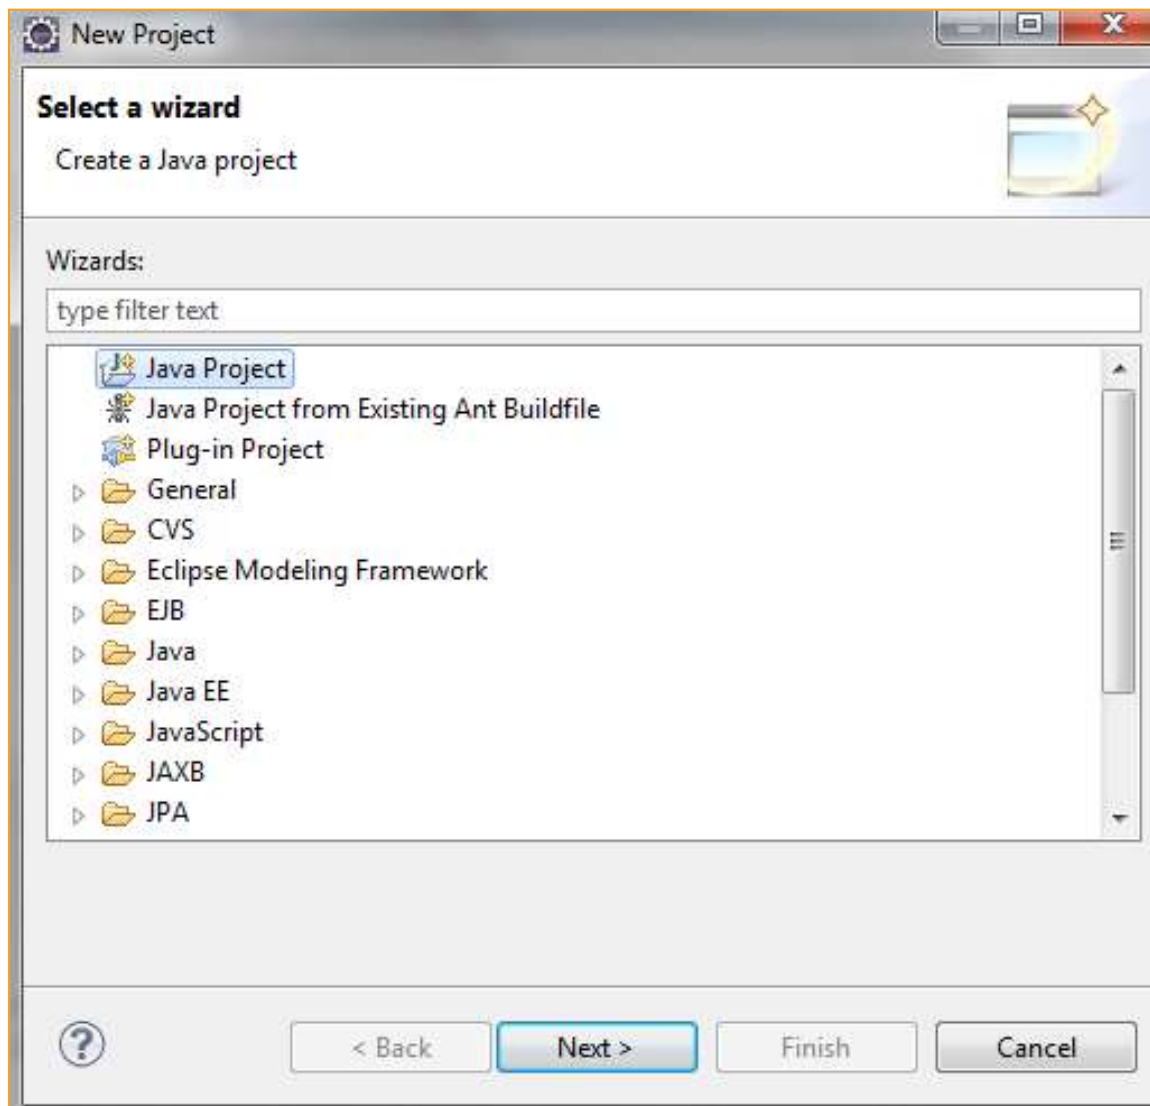 New Project
Select a wizard
Create a Java project
Wizards:
type filter text
Java Project
Java Project from Existing Ant Buildfile
Plug-in Project
General
CVS
Eclipse Modeling Framework
EJB
Java
Java EE
JavaScript
JAXB
JPA
< Back Next > Finish Cancel